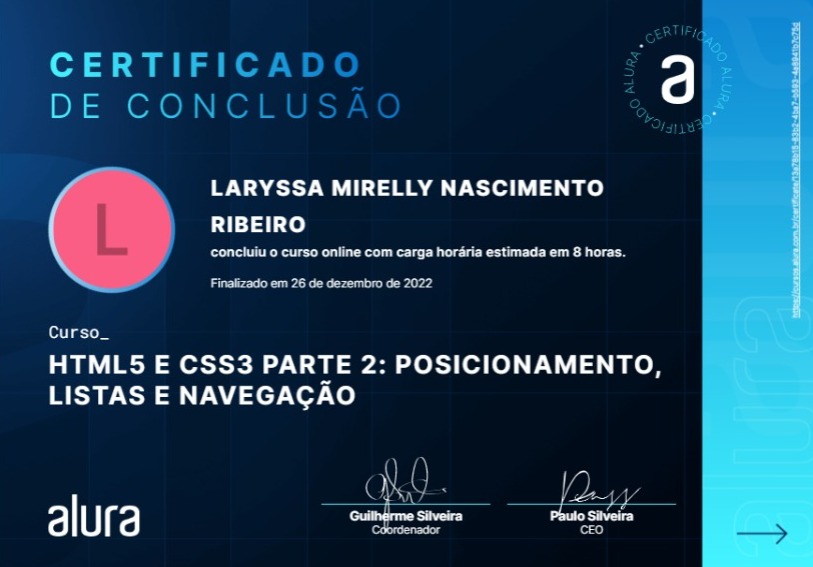 CERTIFICADO
DE CONCLUSÃO
CERTIFICADO ALURA • CERTIFICADO ALURA •
a
L
LARYSSA MIRELLY NASCIMENTO
RIBEIRO
concluiu o curso online com carga horária estimada em 8 horas.
Finalizado em 26 de dezembro de 2022
Curso_
HTML5 E CSS3 PARTE 2: POSICIONAMENTO,
LISTAS E NAVEGAÇÃO
alura
Guilherme Silveira
Coordenador
Paulo Silveira
CEO
alura